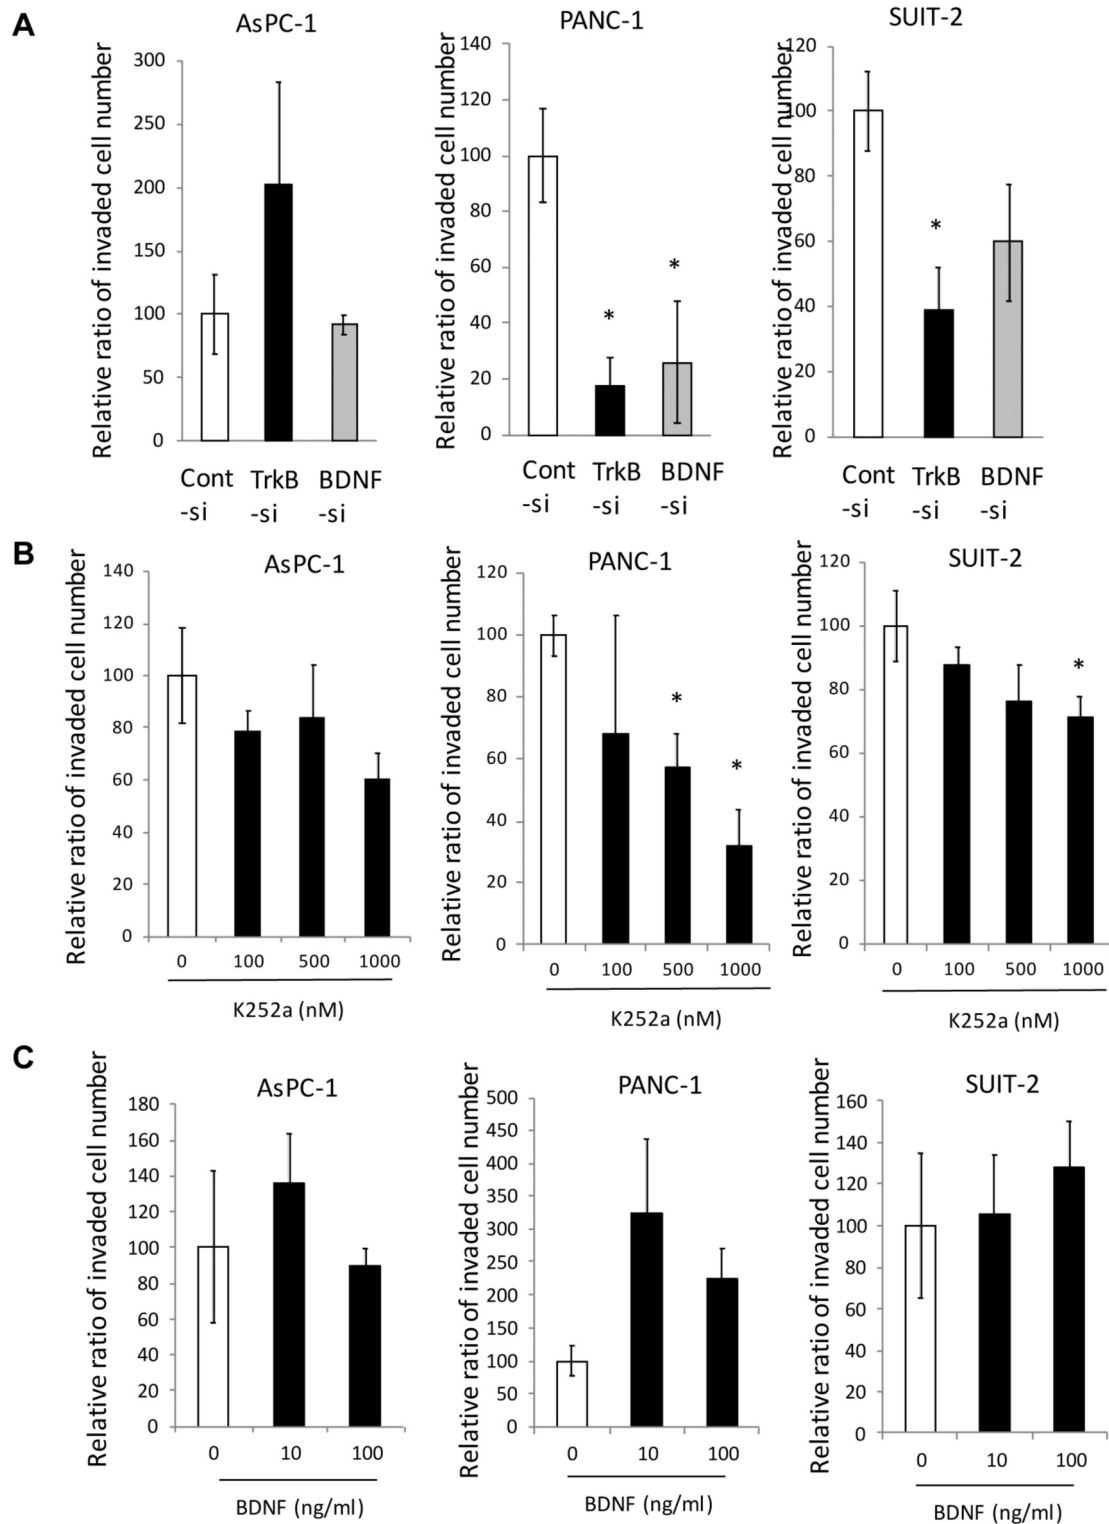 A
AsPC-1
Relative ratio of invaded cell number
300
250
200
150
100
50
0
Cont
-si
TrkB
-si
BDNF
-si
PANC-1
Relative ratio of invaded cell number
140
120
100
80
60
40
20
0
*
*
Cont
-si
TrkB
-si
BDNF
-si
SUIT-2
Relative ratio of invaded cell number
120
100
80
60
40
20
0
*
Cont
-si
TrkB
-si
BDNF
-si
B
AsPC-1
Relative ratio of invaded cell number
140
120
100
80
60
40
20
0
0 100 500 1000
K252a (nM)
PANC-1
Relative ratio of invaded cell number
120
100
80
60
40
20
0
*
*
0 100 500 1000
K252a (nM)
SUIT-2
Relative ratio of invaded cell number
120
100
80
60
40
20
0
*
0 100 500 1000
K252a (nM)
C
AsPC-1
Relative ratio of invaded cell number
180
160
140
120
100
80
60
40
20
0
0 10 100
BDNF (ng/ml)
PANC-1
Relative ratio of invaded cell number
500
450
400
350
300
250
200
150
100
50
0
0 10 100
BDNF (ng/ml)
SUIT-2
Relative ratio of invaded cell number
160
140
120
100
80
60
40
20
0
0 10 100
BDNF (ng/ml)